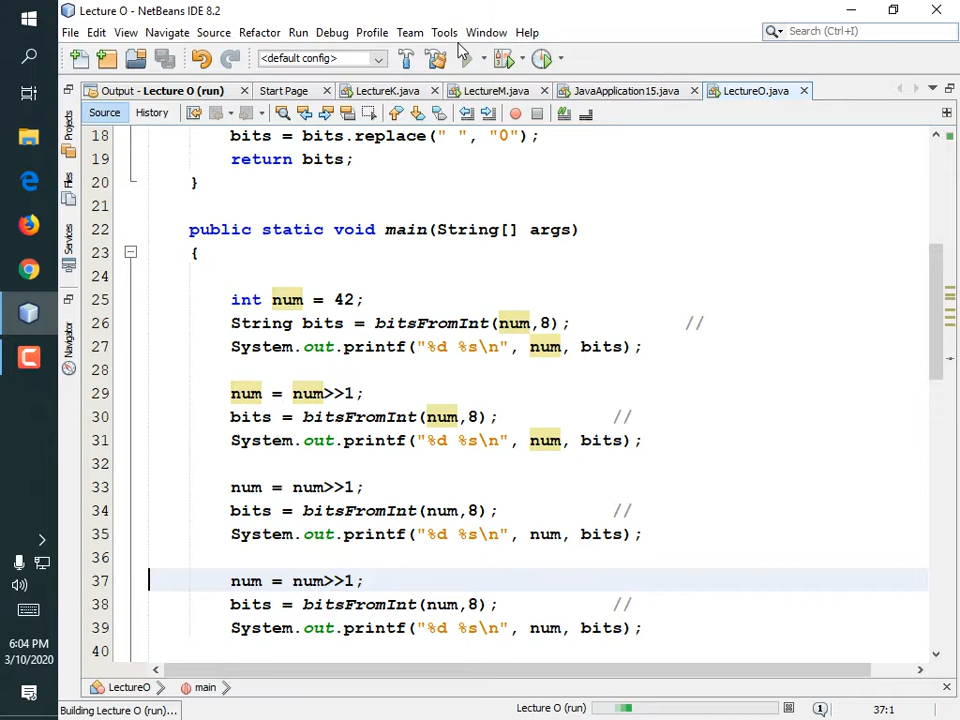 Lecture O - NetBeans IDE 8.2
File Edit View Navigate Source Refactor Run Debug Profile Team Tools Window Help
Search (Ctrl+I)
<default config>
Output - Lecture O (run) Start Page LectureK.java LectureM.java JavaApplication15.java LectureO.java
Source History
Projects
Files
Services
Navigator
18 bits = bits.replace(" ", "0");
19 return bits;
20 }
21
22 public static void main(String[] args)
23 {
24
25 int num = 42;
26 String bits = bitsFromInt(num,8); //
27 System.out.printf("%d %s\n", num, bits);
28
29 num = num>>1;
30 bits = bitsFromInt(num,8); //
31 System.out.printf("%d %s\n", num, bits);
32
33 num = num>>1;
34 bits = bitsFromInt(num,8); //
35 System.out.printf("%d %s\n", num, bits);
36
37 num = num>>1;
38 bits = bitsFromInt(num,8); //
39 System.out.printf("%d %s\n", num, bits);
40
LectureO main
Building Lecture O (run)... Lecture O (run) 1 37:1
6:04 PM
3/10/2020